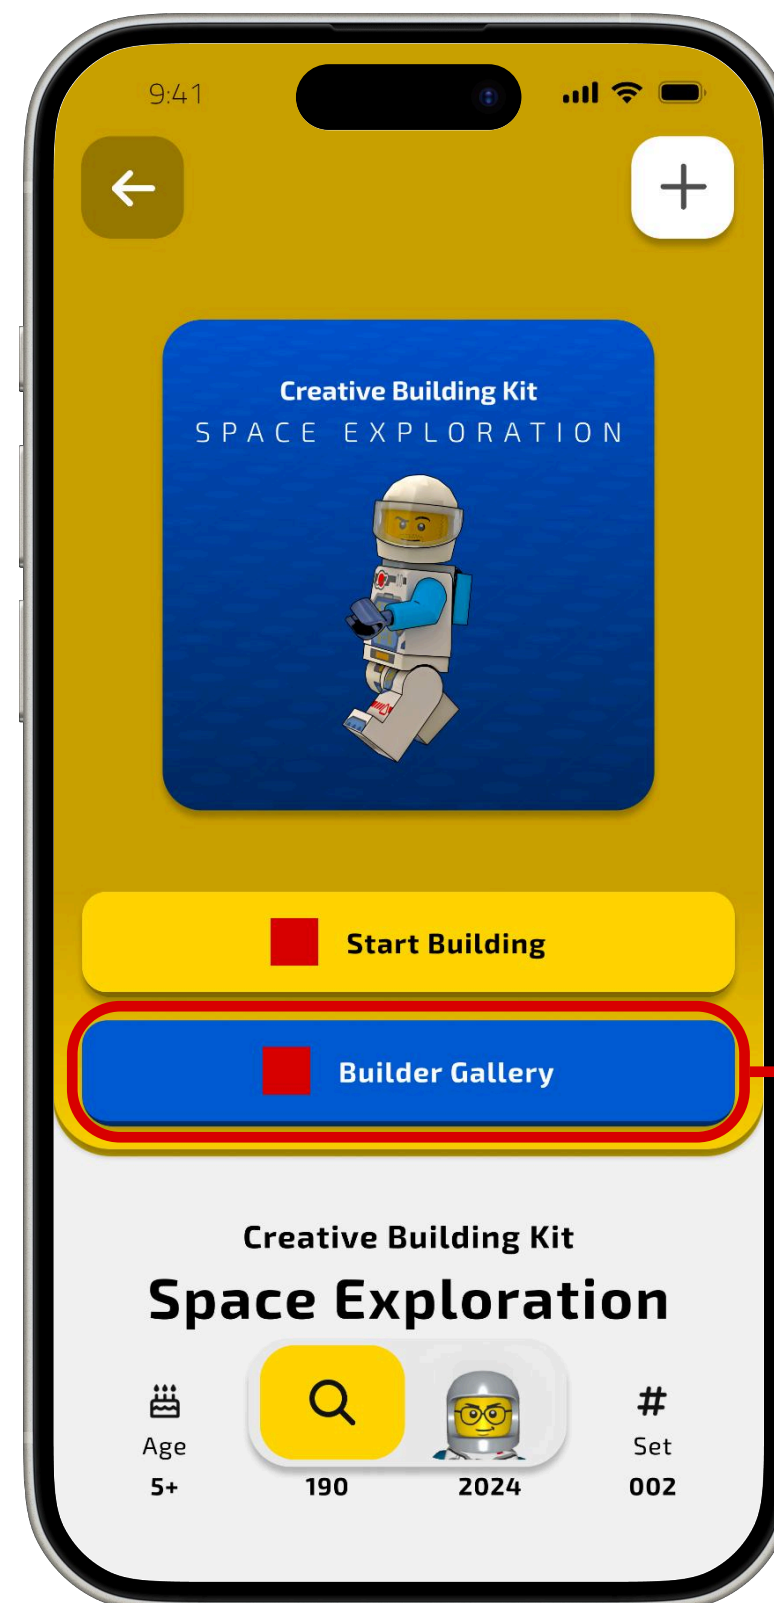 9:41
Creative Building Kit
SPACE EXPLORATION
Start Building
Builder Gallery
Creative Building Kit
Space Exploration
# 
Age Set
5+ 190 2024 002